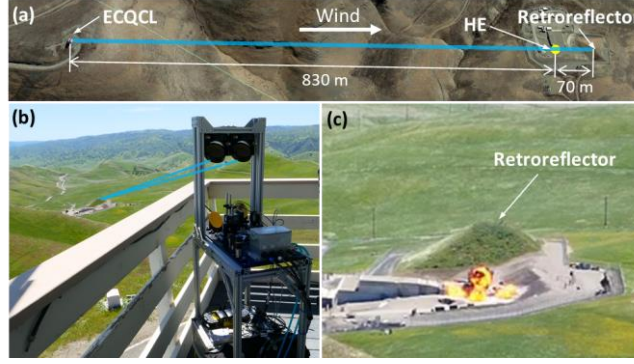 (a)
ECQCL
Wind
HE
Retroreflecto
830 m
70 m
(b)
(c)
Retroreflector